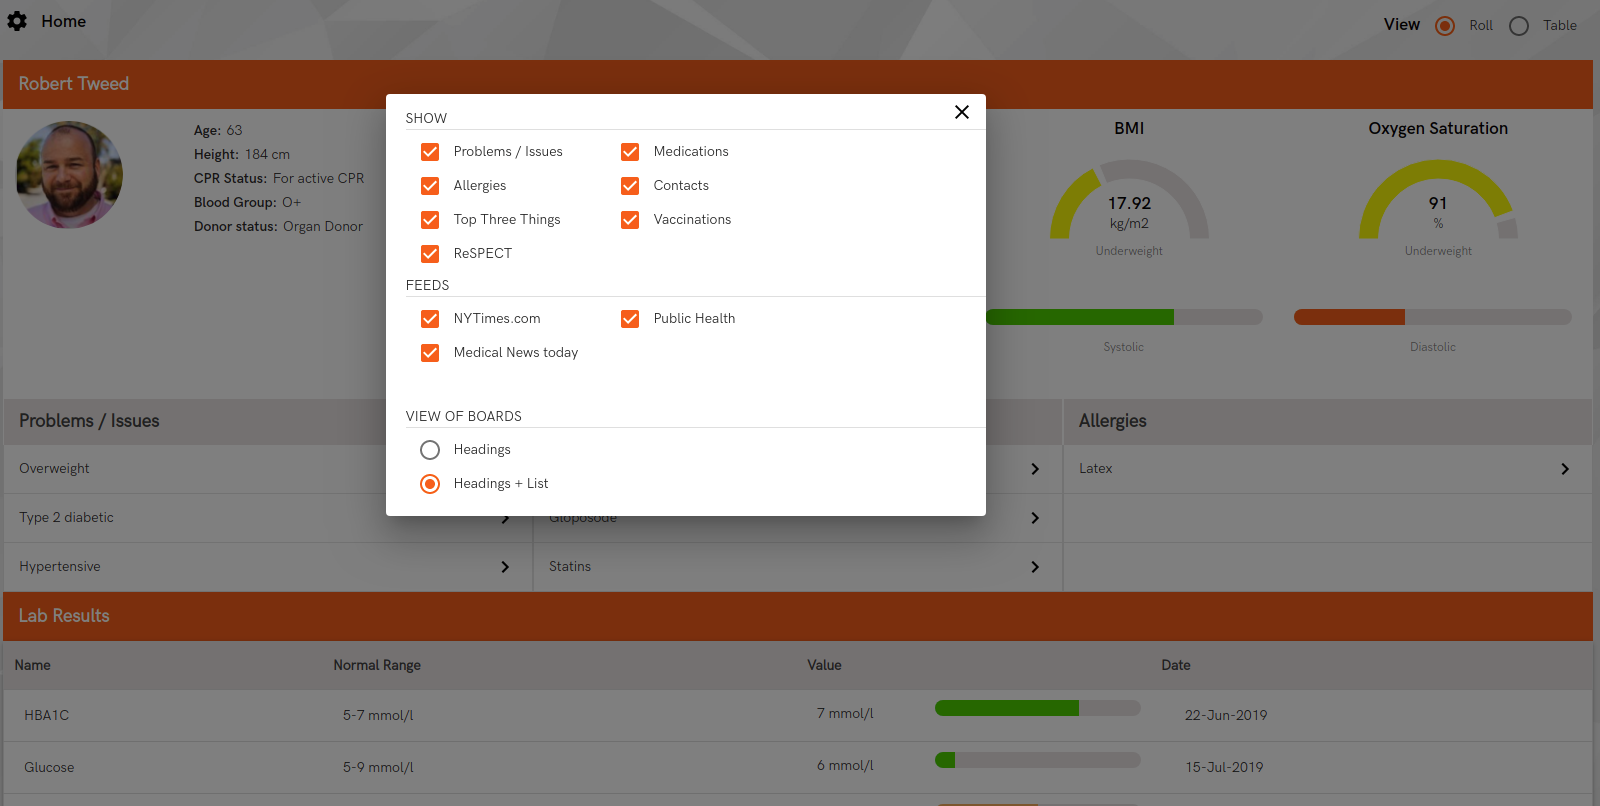 Home
View Roll Table
Robert Tweed
Age: 63
Height: 184 cm
CPR Status: For active CPR
Blood Group: O+
Donor status: Organ Donor
SHOW
Problems / Issues Medications
Allergies Contacts
Top Three Things Vaccinations
ReSPECT
FEEDS
NYTimes.com Public Health
Medical News today
VIEW OF BOARDS
Headings
Headings + List
BMI Oxygen Saturation
17.92 91
kg/m2 %
Underweight Underweight
Systolic Diastolic
Problems / Issues Allergies
Overweight Latex
Type 2 diabetic Gloposode
Hypertensive Statins
Lab Results
Name Normal Range Value Date
HBA1C 5-7 mmol/l 7 mmol/l 22-Jun-2019
Glucose 5-9 mmol/l 6 mmol/l 15-Jul-2019